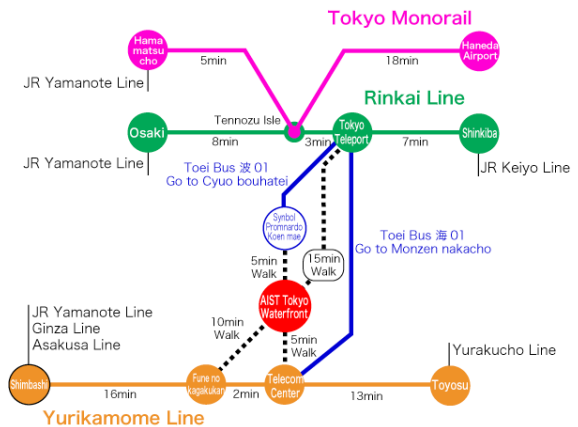 Tokyo Monorail
Hama
matsu
cho
5min
18min
Haneda
Airport
JR Yamanote Line
Rinkai Line
Tennozu Isle
Osaki
8min
3min
Tokyo
Teleport
7min
Shinkiba
JR Yamanote Line
JR Keiyo Line
Toei Bus 波 01
Go to Cyuo bouhatei
Synbol
Promnardo
Koen mae
Toei Bus 海 01
Go to Monzen nakacho
5min
Walk
15min
Walk
AIST Tokyo
Waterfront
10min
Walk
5min
Walk
JR Yamanote Line
Ginza Line
Asakusa Line
Yurakucho Line
Shimbashi
16min
Fune no
kagakukan
2min
Telecom
Center
13min
Toyosu
Yurikamome Line